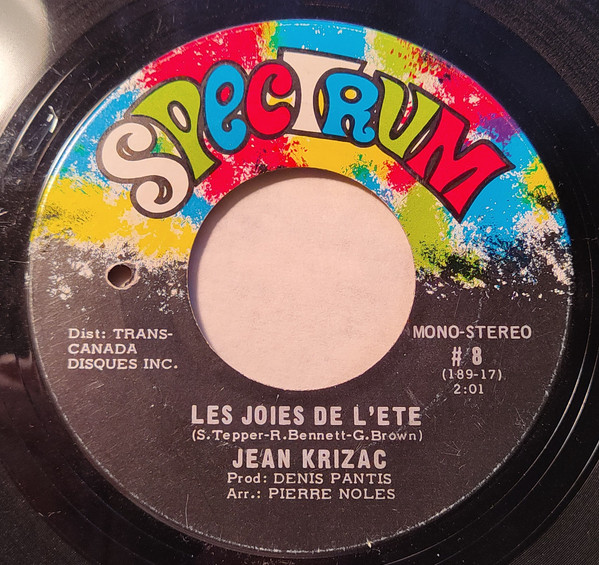 SPECTRUM
Dist: TRANS-
CANADA
DISQUES INC.
MONO-STEREO
# 8
(189-17)
2:01
LES JOIES DE L'ETE
(S. Tepper-R. Bennett-G. Brown)
JEAN KRIZAC
Prod: DENIS PANTIS
Arr.: PIERRE NOLES